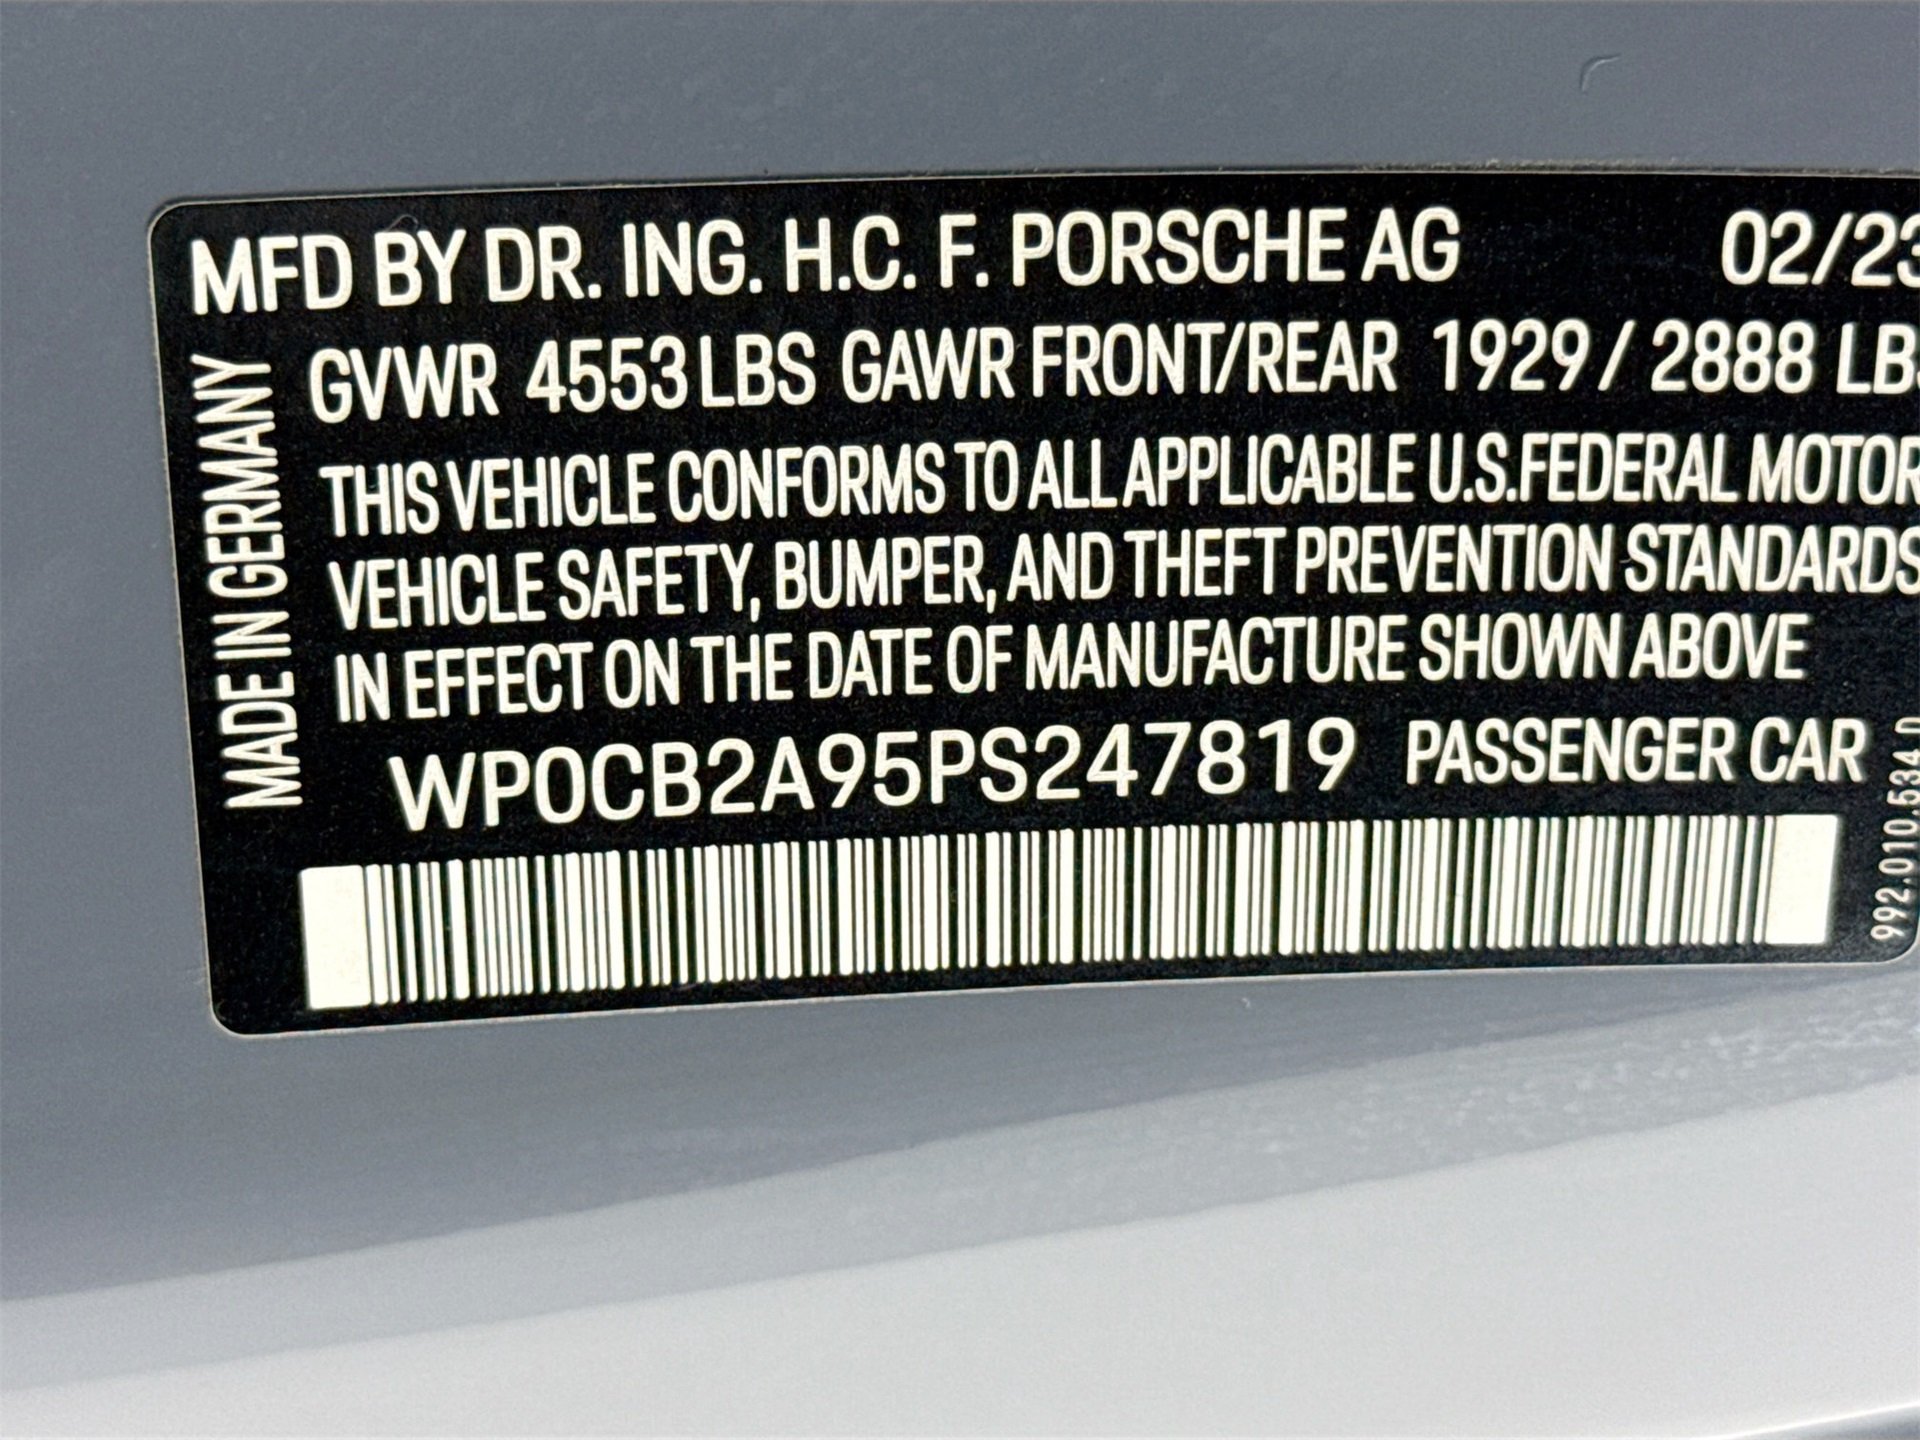 MFD BY DR. ING. H.C. F. PORSCHE AG 02/23
GVWR 4553 LBS GAWR FRONT/REAR 1929 / 2888 LBS
THIS VEHICLE CONFORMS TO ALL APPLICABLE U.S.FEDERAL MOTOR
VEHICLE SAFETY, BUMPER, AND THEFT PREVENTION STANDARDS
IN EFFECT ON THE DATE OF MANUFACTURE SHOWN ABOVE
WP0CB2A95PS247819 PASSENGER CAR
MADE IN GERMANY
992.010.534.D